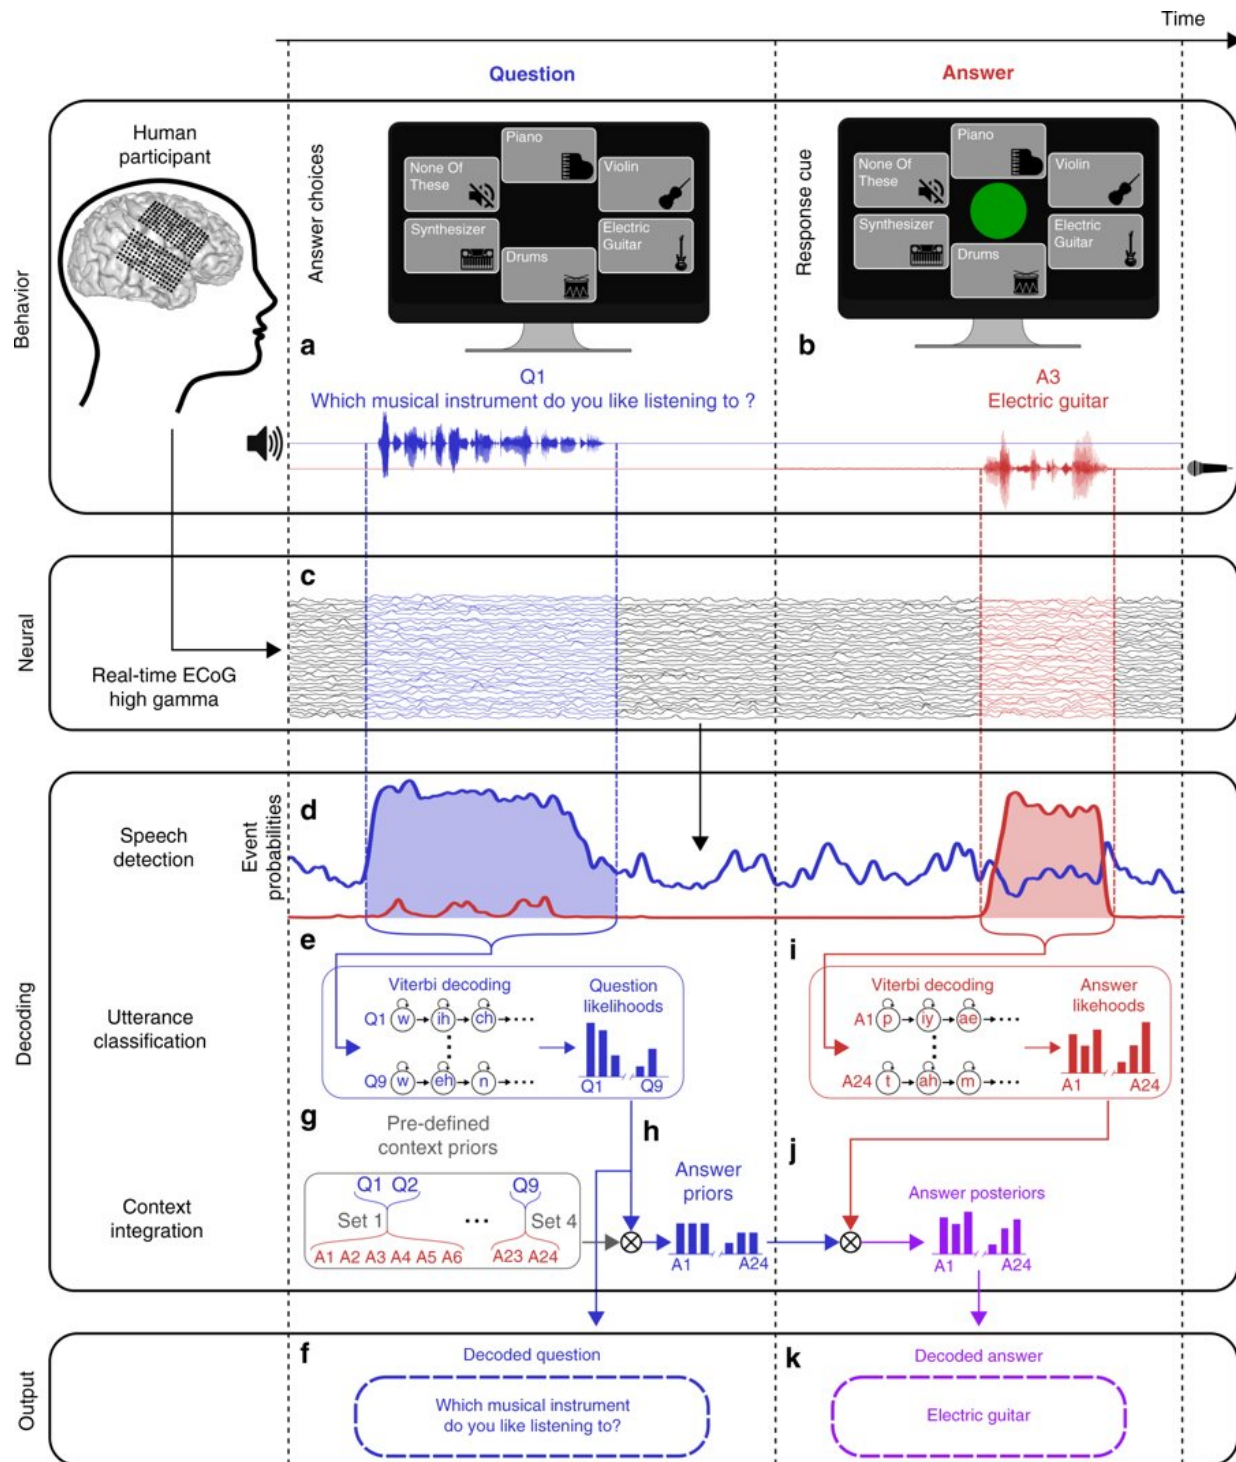 Time
Question
Answer
Behavior
Human
participant
Answer choices
Piano
None Of
These
Violin
Synthesizer
Electric
Guitar
Drums
a
Response cue
Piano
None Of
These
Violin
Synthesizer
Electric
Guitar
Drums
b
Q1
Which musical instrument do you like listening to ?
A3
Electric guitar
Neural
c
Real-time ECoG
high gamma
Decoding
Speech
detection
d
Event
probabilities
Utterance
classification
e
Viterbi decoding
Q1 w ih ch
Q9 w eh n
Question
likelihoods
Q1 Q9
i
Viterbi decoding
A1 p iy ae
A24 t ah m
Answer
likehoods
A1 A24
Context
integration
g
Pre-defined
context priors
Q1 Q2 Q9
Set 1 ... Set 4
A1 A2 A3 A4 A5 A6 A23 A24
h
Answer
priors
A1 A24
j
Answer posteriors
A1 A24
Output
f
Decoded question
Which musical instrument
do you like listening to?
k
Decoded answer
Electric guitar